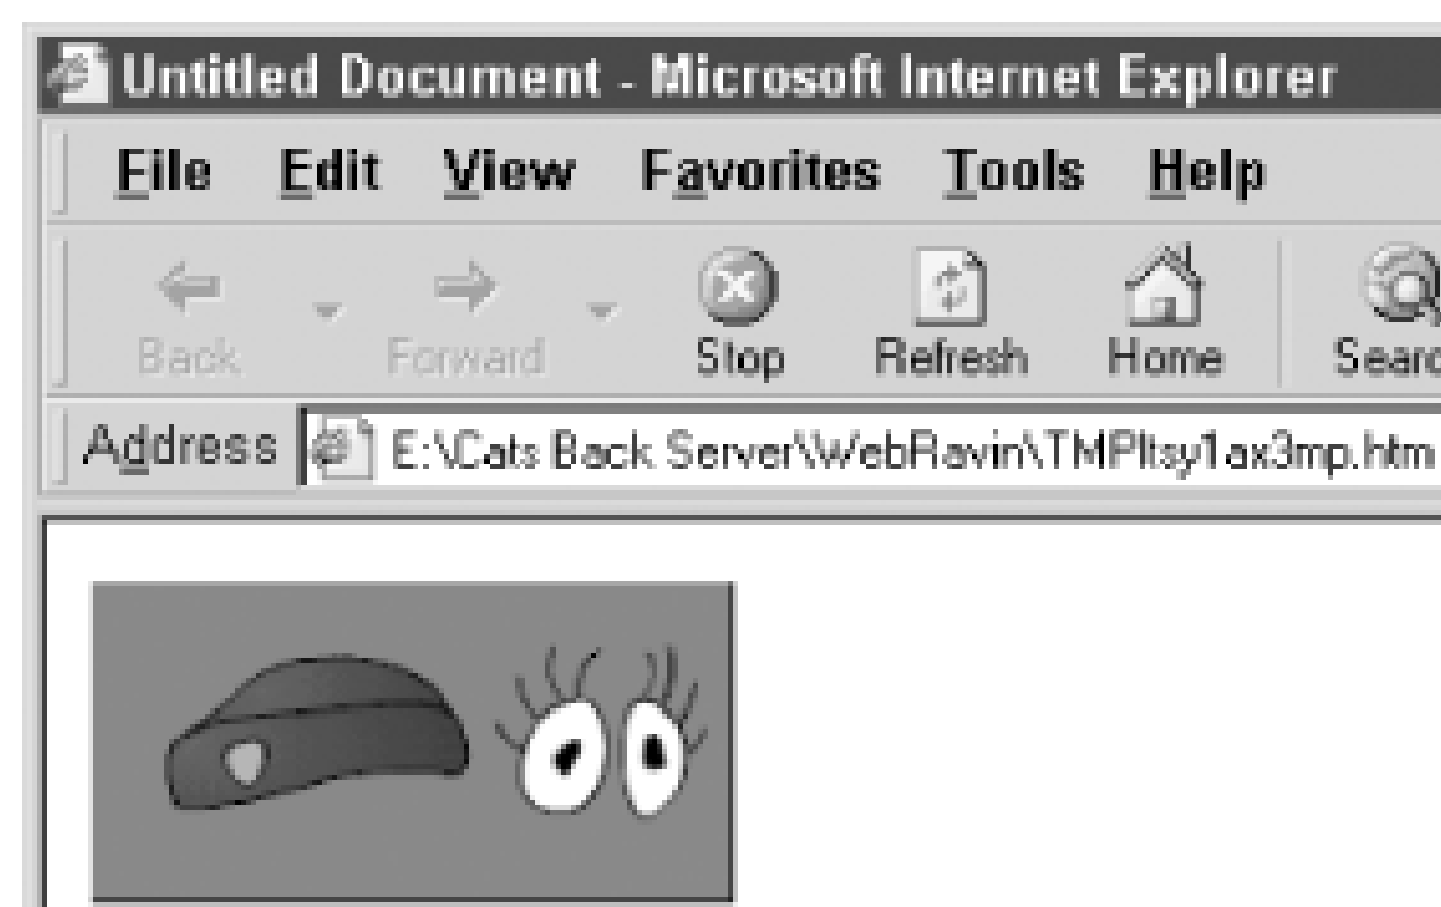 Untitled Document - Microsoft Internet Explorer
File Edit View Favorites Tools Help
Back Forward Stop Refresh Home Searc
Address E:\Cats Back Server\WebRavin\TMPltsy1ax3mp.htm